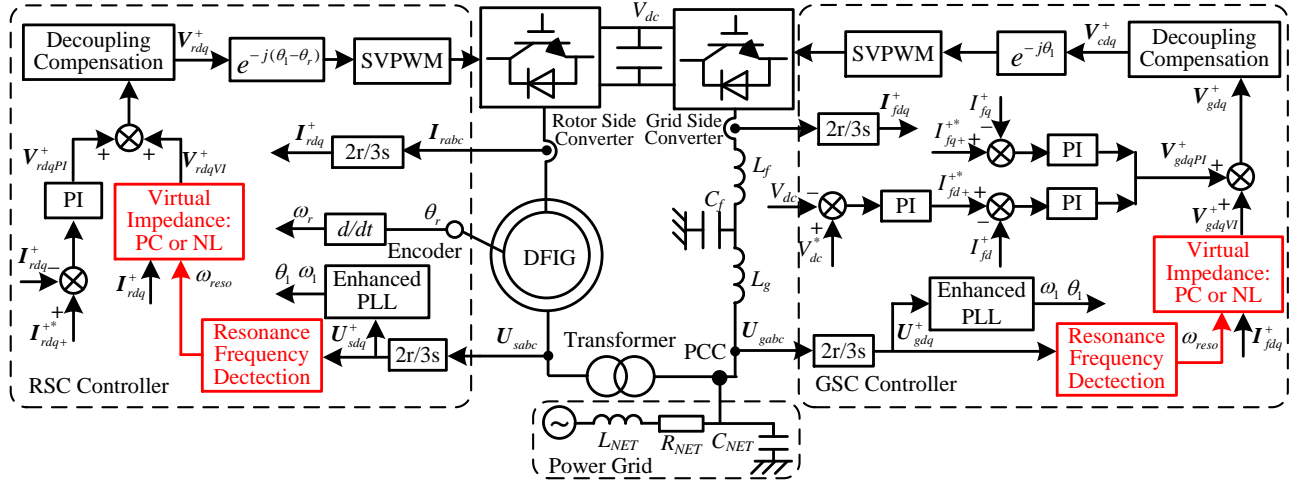 Decoupling
Compensation
V⁺rdq
e^−j(θ1−θr)
SVPWM
Vdc
Rotor Side
Converter
Grid Side
Converter
SVPWM
e^−jθ1
V⁺cdq
Decoupling
Compensation
V⁺gdq
I⁺rdq
2r/3s
Irabc
2r/3s
I⁺fdq
I⁺fq
I⁺*fq+
+
−
PI
V⁺gdqPI
+
+
V⁺gdqVI
V⁺rdqPI
+
+
V⁺rdqVI
PI
Virtual
Impedance:
PC or NL
I⁺rdq
−
+
I⁺*rdq+
I⁺rdq
ωreso
ωr
d/dt
θr
Encoder
DFIG
Lf
Cf
Lg
Vdc
−
+
V*dc
PI
I⁺*fd+
+
−
I⁺fd
PI
Virtual
Impedance:
PC or NL
θ1 ω1
Enhanced
PLL
U⁺sdq
2r/3s
Usabc
Resonance
Frequency
Dectection
RSC Controller
Transformer
PCC
Ugabc
2r/3s
U⁺gdq
Enhanced
PLL
ω1 θ1
Resonance
Frequency
Dectection
ωreso
I⁺fdq
GSC Controller
LNET
RNET
CNET
Power Grid